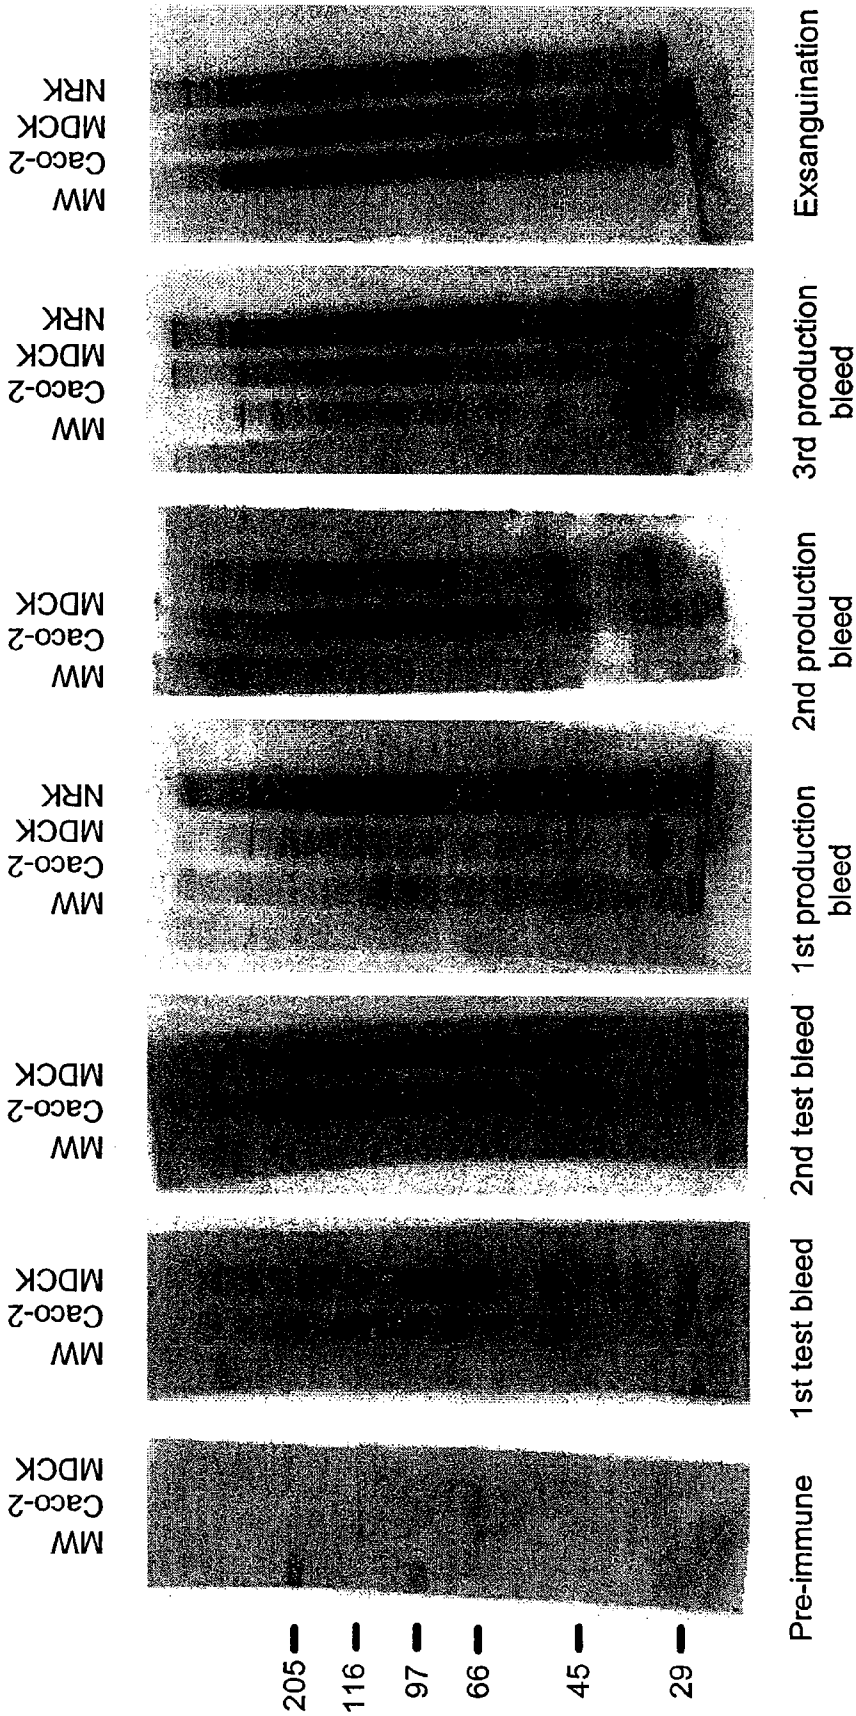 MW
Caco-2
MDCK
MW
Caco-2
MDCK
MW
Caco-2
MDCK
MW
Caco-2
MDCK
NRK
MW
Caco-2
MDCK
MW
Caco-2
MDCK
NRK
MW
Caco-2
MDCK
NRK
205
116
97
66
45
29
Pre-immune
1st test bleed
2nd test bleed
1st production
bleed
2nd production
bleed
3rd production
bleed
Exsanguination